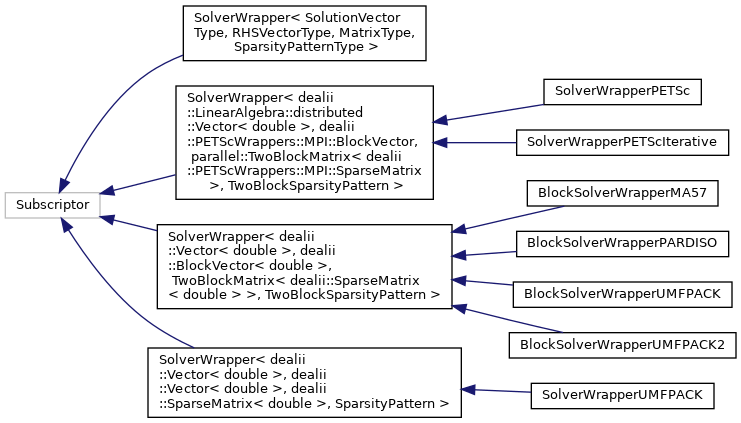 SolverWrapper< SolutionVector
Type, RHSVectorType, MatrixType,
SparsityPatternType >
SolverWrapper< dealii
::LinearAlgebra::distributed
::Vector< double >, dealii
::PETScWrappers::MPI::BlockVector,
parallel::TwoBlockMatrix< dealii
::PETScWrappers::MPI::SparseMatrix
>, TwoBlockSparsityPattern >
SolverWrapperPETSc
SolverWrapperPETScIterative
Subscriptor
SolverWrapper< dealii
::Vector< double >, dealii
::BlockVector< double >,
TwoBlockMatrix< dealii::SparseMatrix
< double > >, TwoBlockSparsityPattern >
BlockSolverWrapperMA57
BlockSolverWrapperPARDISO
BlockSolverWrapperUMFPACK
BlockSolverWrapperUMFPACK2
SolverWrapper< dealii
::Vector< double >, dealii
::Vector< double >, dealii
::SparseMatrix< double >, SparsityPattern >
SolverWrapperUMFPACK